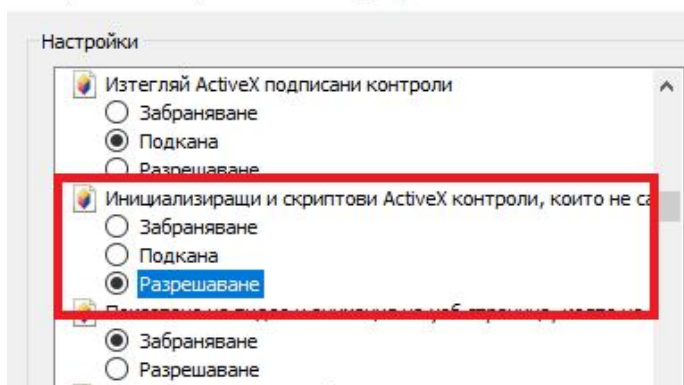 Настройки
Изтегляй ActiveX подписани контроли
Забраняване
Подкана
Разрешаване
Инициализиращи и скриптови ActiveX контроли, които не са
Забраняване
Подкана
Разрешаване
Забраняване
Разрешаване